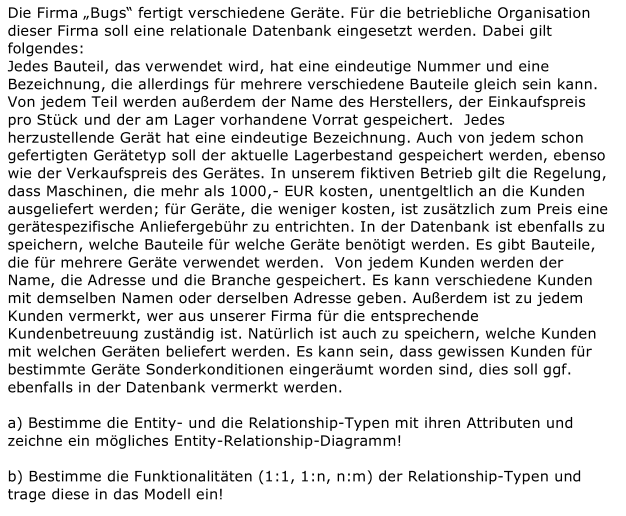 Die Firma „Bugs“ fertigt verschiedene Geräte. Für die betriebliche Organisation
dieser Firma soll eine relationale Datenbank eingesetzt werden. Dabei gilt
folgendes:
Jedes Bauteil, das verwendet wird, hat eine eindeutige Nummer und eine
Bezeichnung, die allerdings für mehrere verschiedene Bauteile gleich sein kann.
Von jedem Teil werden außerdem der Name des Herstellers, der Einkaufspreis
pro Stück und der am Lager vorhandene Vorrat gespeichert.  Jedes
herzustellende Gerät hat eine eindeutige Bezeichnung. Auch von jedem schon
gefertigten Gerätetyp soll der aktuelle Lagerbestand gespeichert werden, ebenso
wie der Verkaufspreis des Gerätes. In unserem fiktiven Betrieb gilt die Regelung,
dass Maschinen, die mehr als 1000,- EUR kosten, unentgeltlich an die Kunden
ausgeliefert werden; für Geräte, die weniger kosten, ist zusätzlich zum Preis eine
gerätespezifische Anliefergebühr zu entrichten. In der Datenbank ist ebenfalls zu
speichern, welche Bauteile für welche Geräte benötigt werden. Es gibt Bauteile,
die für mehrere Geräte verwendet werden.  Von jedem Kunden werden der
Name, die Adresse und die Branche gespeichert. Es kann verschiedene Kunden
mit demselben Namen oder derselben Adresse geben. Außerdem ist zu jedem
Kunden vermerkt, wer aus unserer Firma für die entsprechende
Kundenbetreuung zuständig ist. Natürlich ist auch zu speichern, welche Kunden
mit welchen Geräten beliefert werden. Es kann sein, dass gewissen Kunden für
bestimmte Geräte Sonderkonditionen eingeräumt worden sind, dies soll ggf.
ebenfalls in der Datenbank vermerkt werden.

a) Bestimme die Entity- und die Relationship-Typen mit ihren Attributen und
zeichne ein mögliches Entity-Relationship-Diagramm!

b) Bestimme die Funktionalitäten (1:1, 1:n, n:m) der Relationship-Typen und
trage diese in das Modell ein!